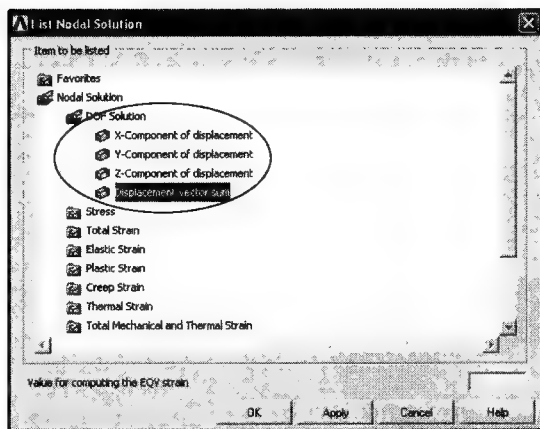 List Nodal Solution
Item to be listed
Favorites
Nodal Solution
DOF Solution
X-Component of displacement
Y-Component of displacement
Z-Component of displacement
Displacement vector sum
Stress
Total Strain
Elastic Strain
Plastic Strain
Creep Strain
Thermal Strain
Total Mechanical and Thermal Strain
Value for computing the EQV strain
OK
Apply
Cancel
Help